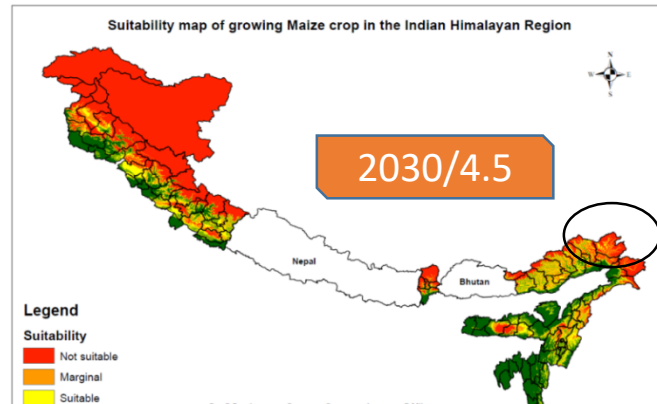 Suitability map of growing Maize crop in the Indian Himalayan Region
N
W E
S
2030/4.5
Nepal
Bhutan
Legend
Suitability
Not suitable
Marginal
Suitable